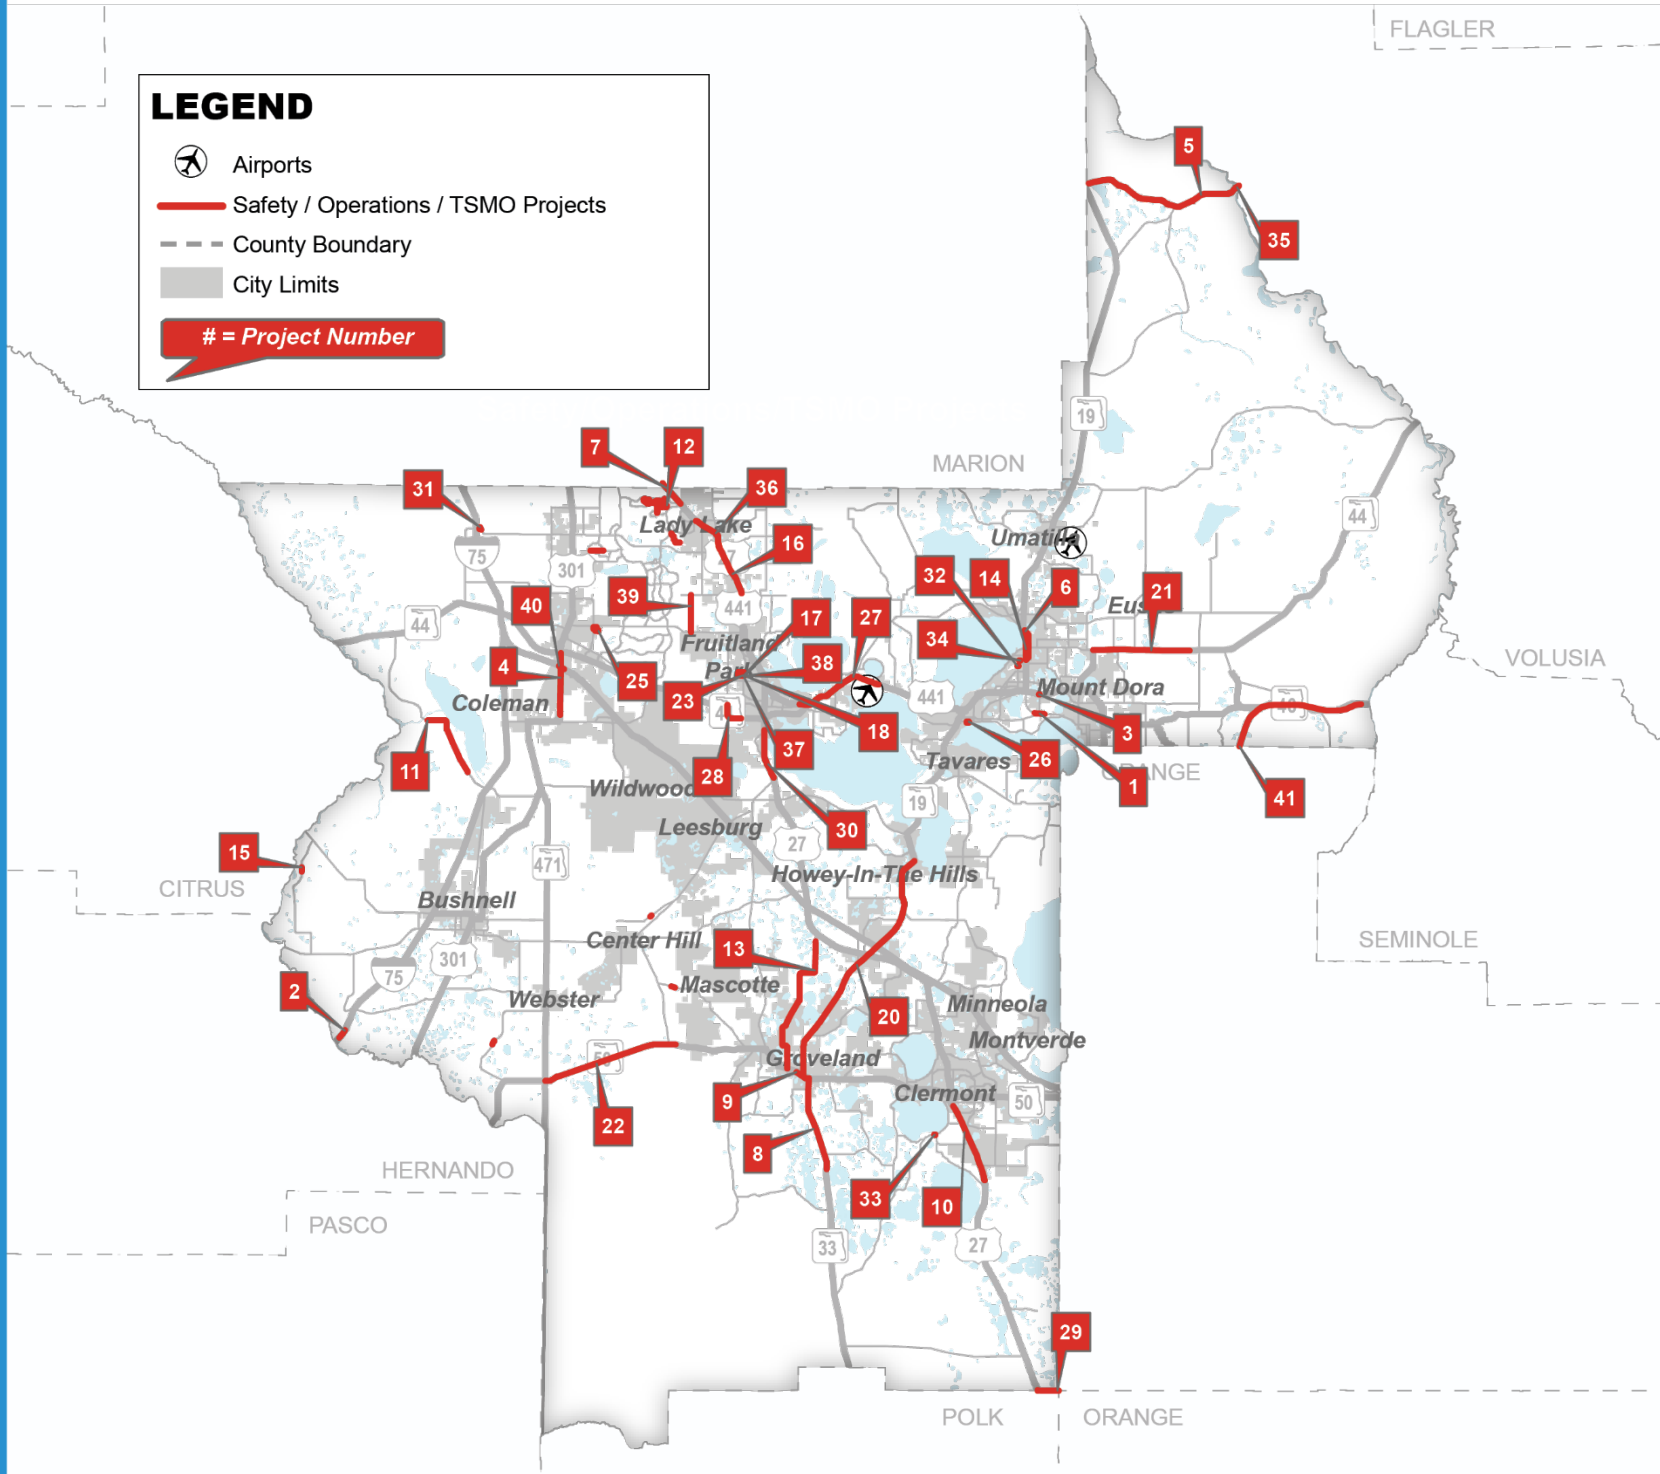 FLAGLER
LEGEND
Airports
Safety / Operations / TSMO Projects
County Boundary
City Limits
# = Project Number
5
35
19
MARION
7
12
31
36
Lady Lake
44
16
Umatilla
75
301
32
14
6
21
40
39
441
17
27
44
34
Fruitland
Park
38
4
25
VOLUSIA
23
441
Mount Dora
Coleman
18
3
37
11
28
Tavares
26
ORANGE
1
41
Wildwood
19
Leesburg
30
27
15
471
Howey-In-The Hills
CITRUS
Bushnell
Center Hill
13
SEMINOLE
301
75
Mascotte
2
Webster
20
Minneola
Montverde
Groveland
Clermont
9
50
22
8
HERNANDO
33
10
PASCO
33
27
29
POLK
ORANGE